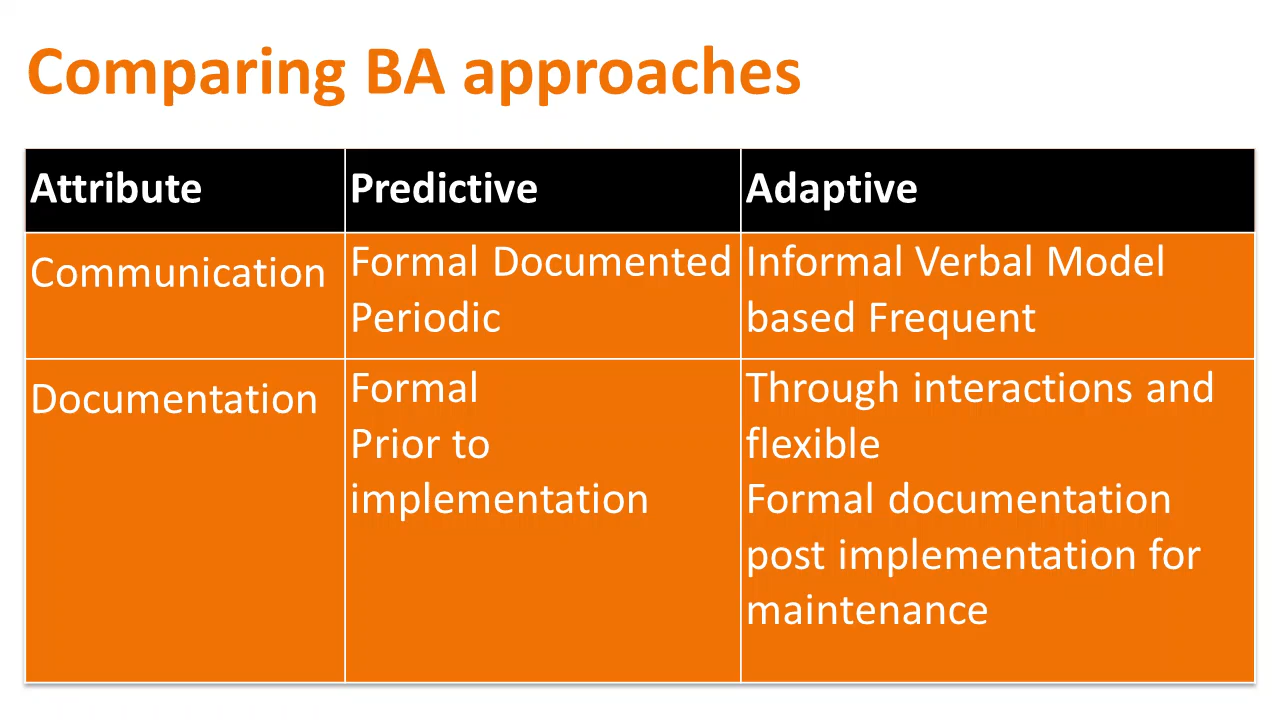 Comparing BA approaches
Attribute Predictive Adaptive
Communication
Formal Documented
Periodic
Informal Verbal Model
based Frequent
Documentation
Formal
Prior to
implementation
Through interactions and
flexible
Formal documentation
post implementation for
maintenance